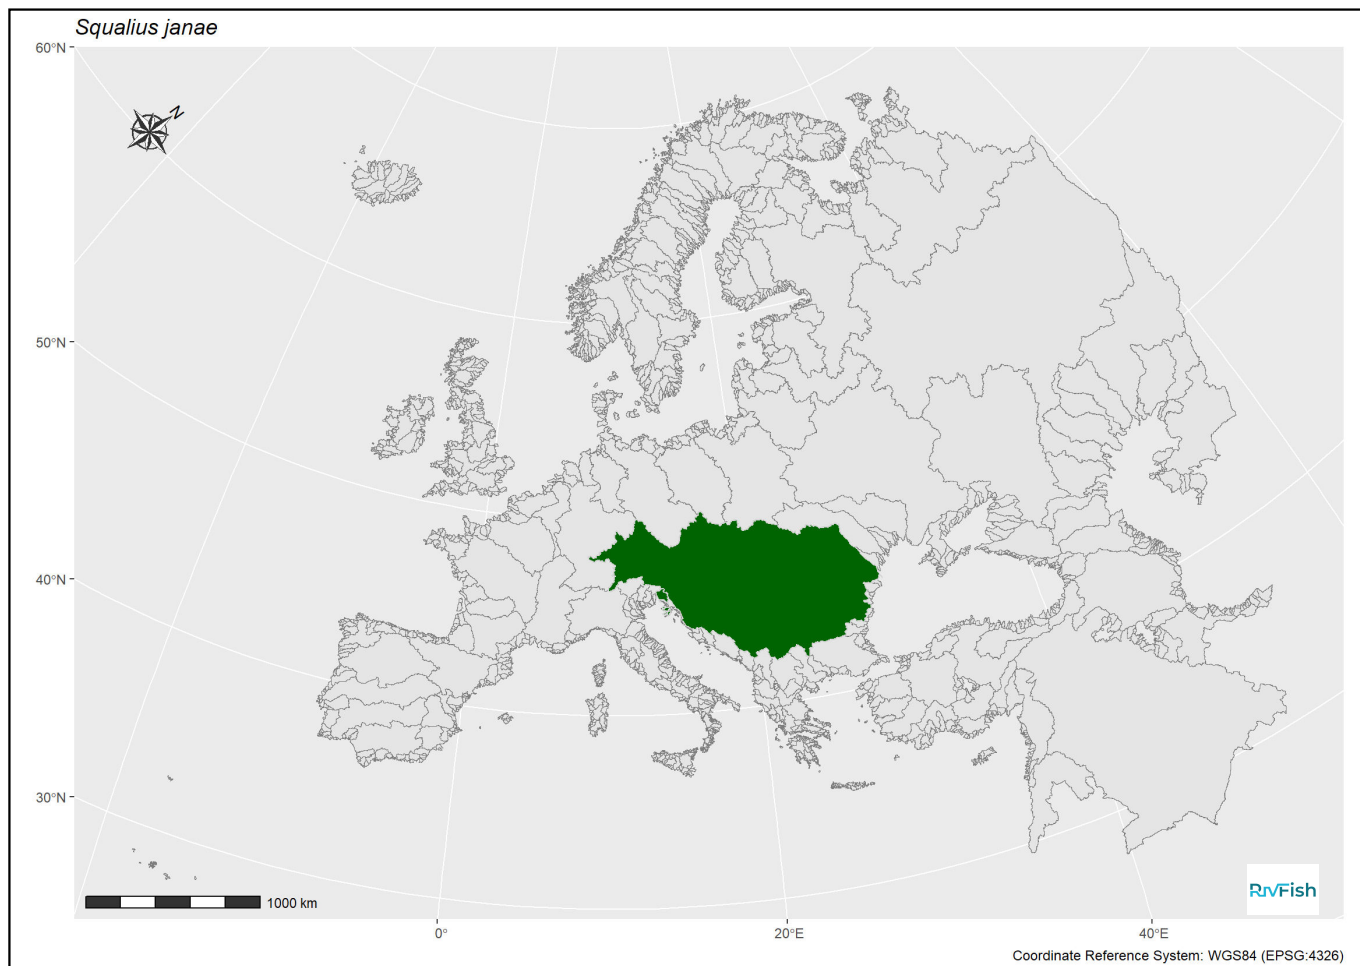 Squalius janae
60°N
N
50°N
40°N
30°N
1000 km
RIVFISH
0°
20°E
40°E
Coordinate Reference System: WGS84 (EPSG:4326)